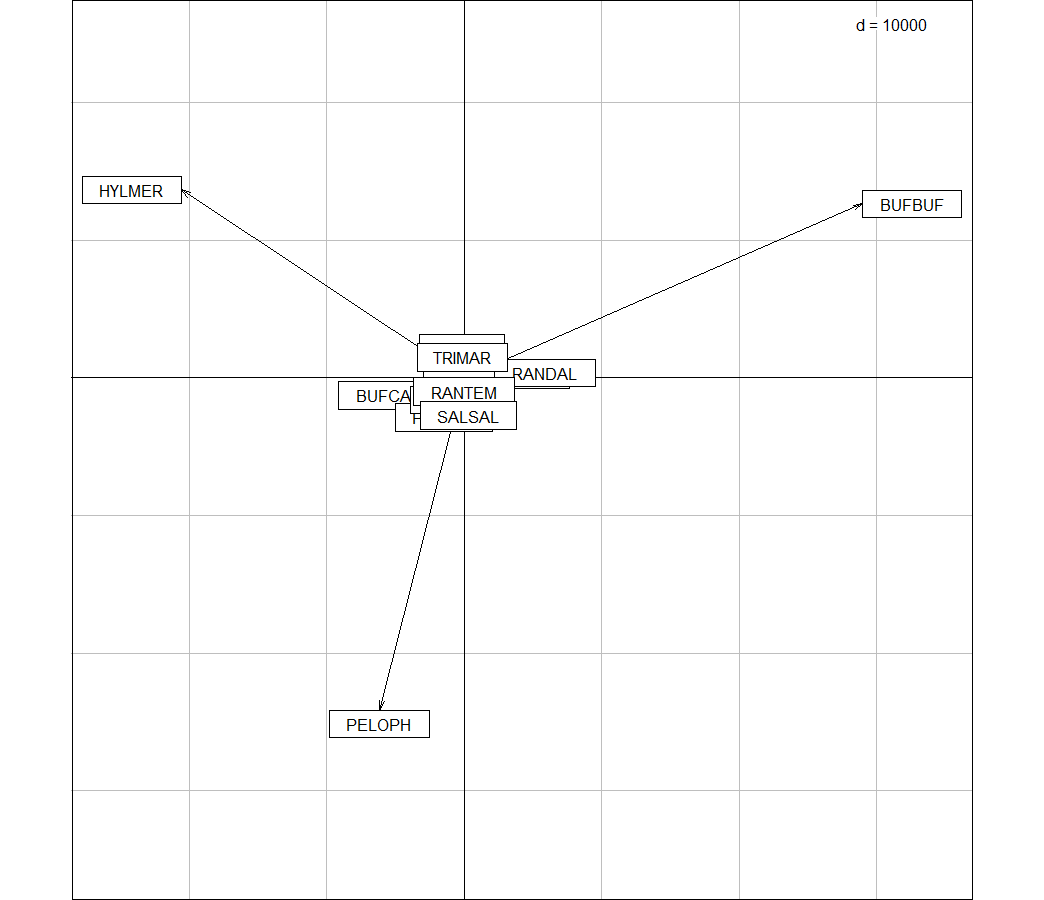 d = 10000
HYLMER
BUFBUF
TRIMAR
RANDAL
RANTEM
SALSAL
PELOPH